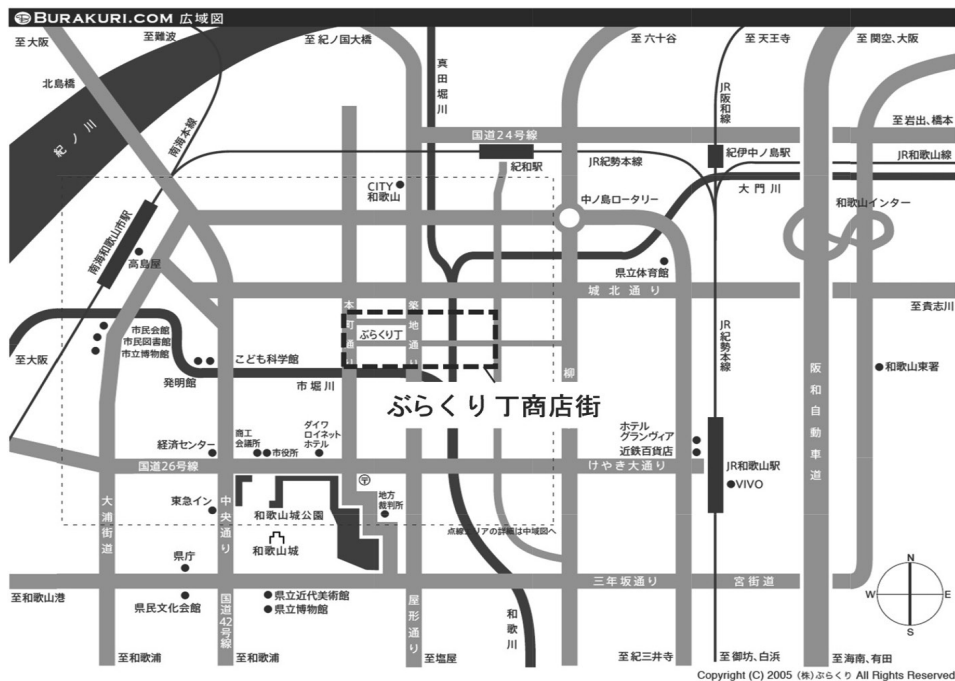 BURAKURI.COM 広域図
至大阪
至難波
至紀ノ国大橋
至六十谷
至天王寺
至関空、大阪
北島橋
真田堀川
JR阪和線
紀ノ川
南海本線
国道24号線
至岩出、橋本
紀和駅
JR紀勢本線
紀伊中ノ島駅
JR和歌山線
大門川
CITY
和歌山
中ノ島ロータリー
和歌山インター
南海和歌山市駅
高島屋
県立体育館
城北通り
至貴志川
本町通り
築地通り
ぶらくり丁
JR紀勢本線
市民会館
市民図書館
市立博物館
至大阪
こども科学館
発明館
市堀川
柳
阪和自動車道
和歌山東署
ぶらくり丁商店街
経済センター
商工
会議所
市役所
ダイワ
ロイネット
ホテル
ホテル
グランヴィア
近鉄百貨店
国道26号線
けやき大通り
JR和歌山駅
VIVO
大浦街道
中央通り
東急イン
〒
地方
裁判所
和歌山城公園
和歌山城
点線エリアの詳細は中域図へ
県庁
三年坂通り
宮街道
N
W
E
S
至和歌山港
県民文化会館
国道42号線
県立近代美術館
県立博物館
屋形通り
和歌川
至和歌浦
至和歌浦
至塩屋
至紀三井寺
至御坊、白浜
至海南、有田
Copyright (C) 2005 (株)ぶらくり All Rights Reserved